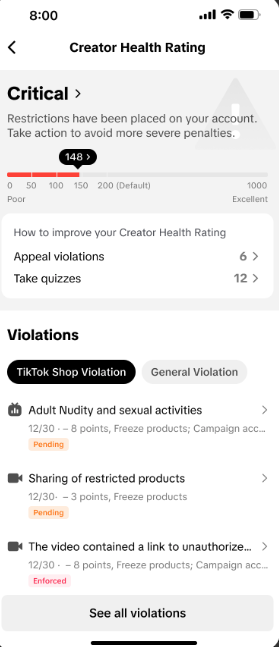 8:00
Creator Health Rating
Critical >
Restrictions have been placed on your account.
Take action to avoid more severe penalties.
148 >
0 50 100 150 200 (Default) 1000
Poor Excellent
How to improve your Creator Health Rating
Appeal violations 6 >
Take quizzes 12 >
Violations
TikTok Shop Violation General Violation
Adult Nudity and sexual activities
12/30 · – 8 points, Freeze products; Campaign acc...
Pending
Sharing of restricted products
12/30 · – 3 points, Freeze products
Pending
The video contained a link to unauthorize...
12/30 · – 8 points, Freeze products; Campaign acc...
Enforced
See all violations